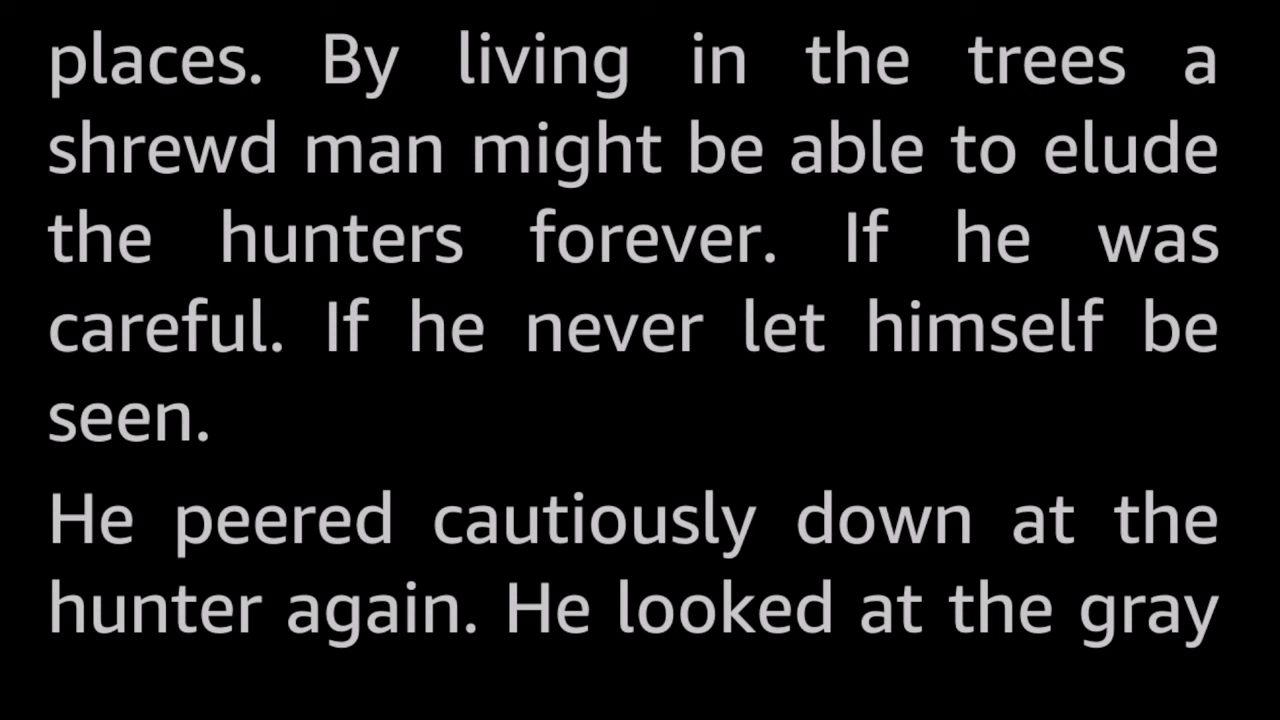 places. By living in the trees a
shrewd man might be able to elude
the hunters forever. If he was
careful. If he never let himself be
seen.
He peered cautiously down at the
hunter again. He looked at the gray